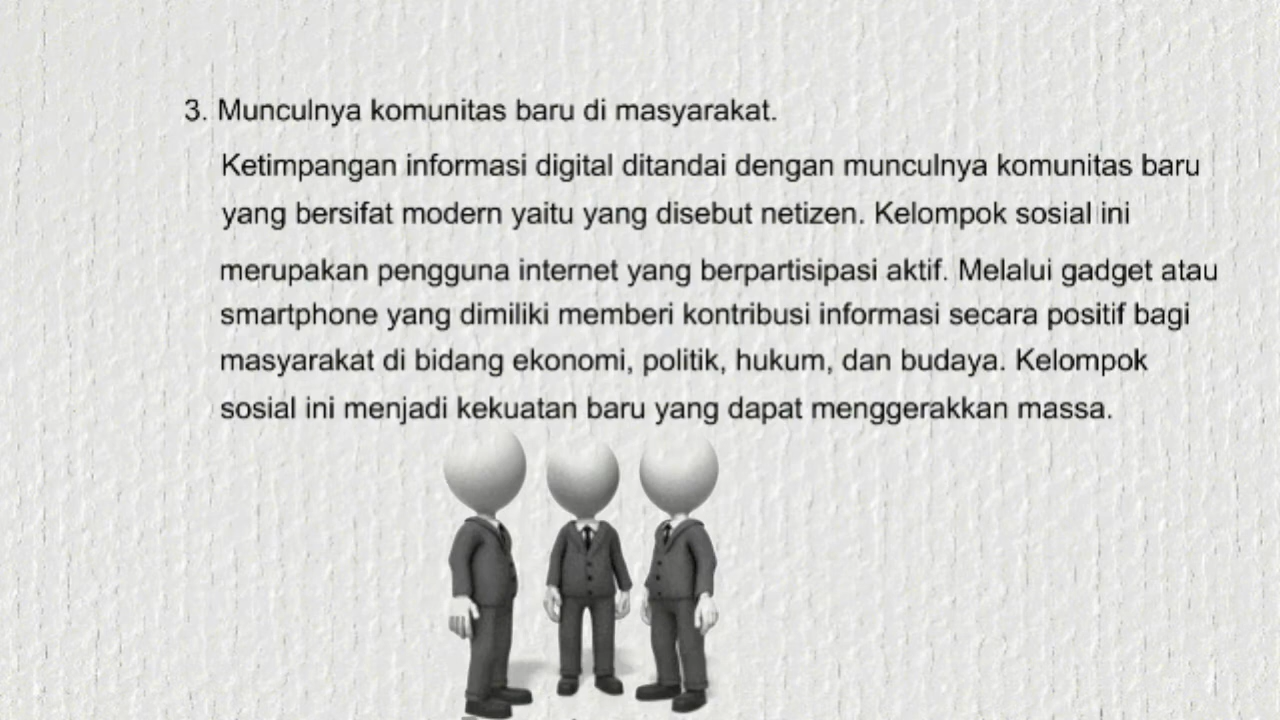 3. Munculnya komunitas baru di masyarakat.
Ketimpangan informasi digital ditandai dengan munculnya komunitas baru
yang bersifat modern yaitu yang disebut netizen. Kelompok sosial ini
merupakan pengguna internet yang berpartisipasi aktif. Melalui gadget atau
smartphone yang dimiliki memberi kontribusi informasi secara positif bagi
masyarakat di bidang ekonomi, politik, hukum, dan budaya. Kelompok
sosial ini menjadi kekuatan baru yang dapat menggerakkan massa.